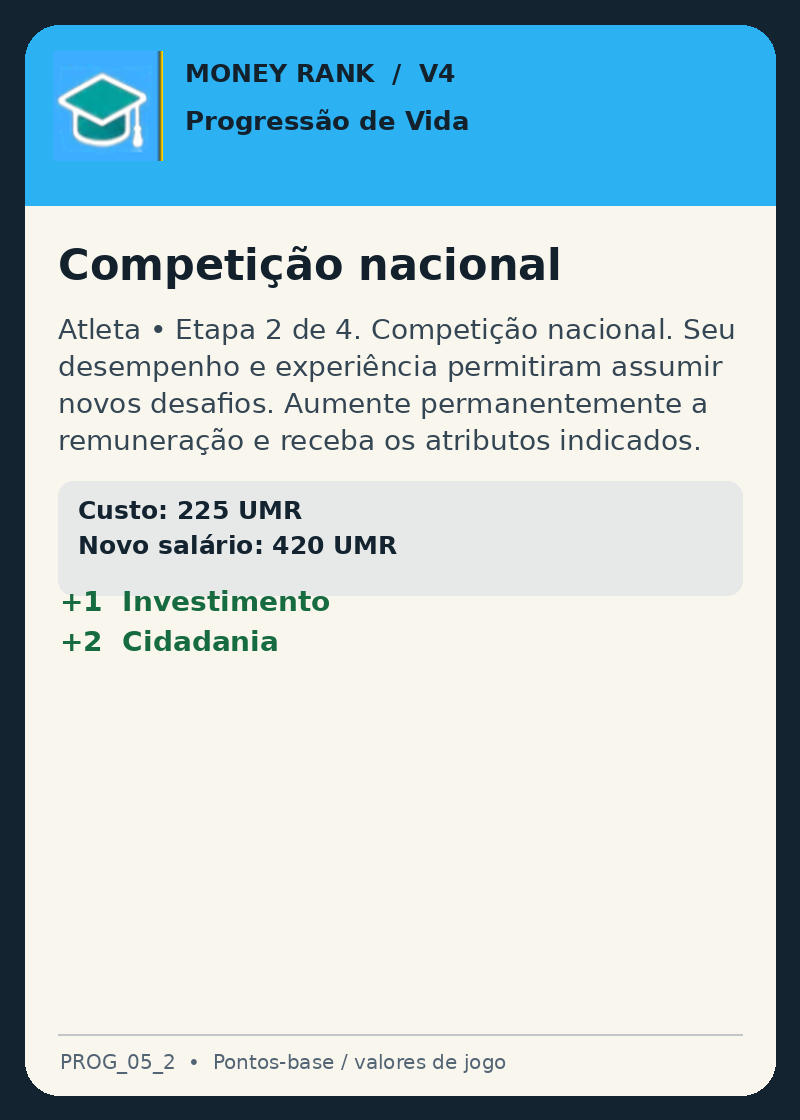 MONEY RANK / V4
Progressão de Vida
Competição nacional
Atleta • Etapa 2 de 4. Competição nacional. Seu
desempenho e experiência permitiram assumir
novos desafios. Aumente permanentemente a
remuneração e receba os atributos indicados.
Custo: 225 UMR
Novo salário: 420 UMR
+1 Investimento
+2 Cidadania
PROG_05_2 • Pontos-base / valores de jogo